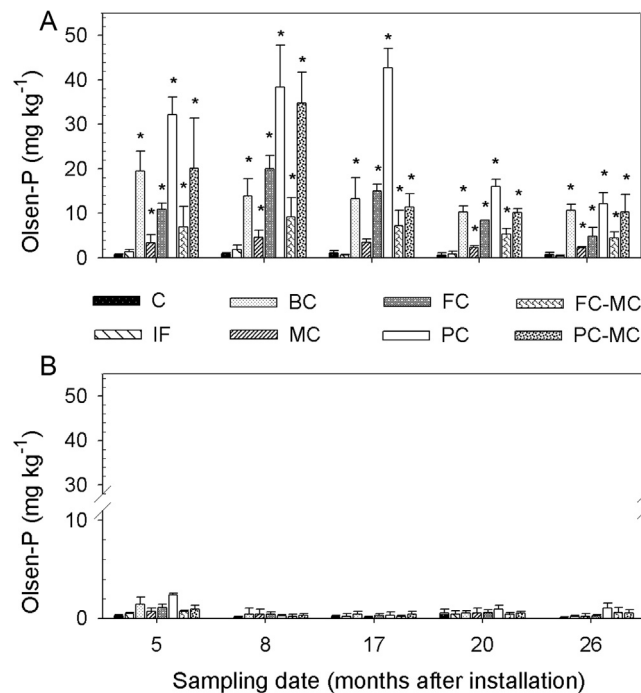 A
50
40
30
20
10
0
Olsen-P (mg kg⁻¹)
* * * * * *
* * * * * *
* * * * *
* * * * * *
* * * * * *
C BC FC FC-MC
IF MC PC PC-MC
B
50
40
30
10
0
Olsen-P (mg kg⁻¹)
5 8 17 20 26
Sampling date (months after installation)